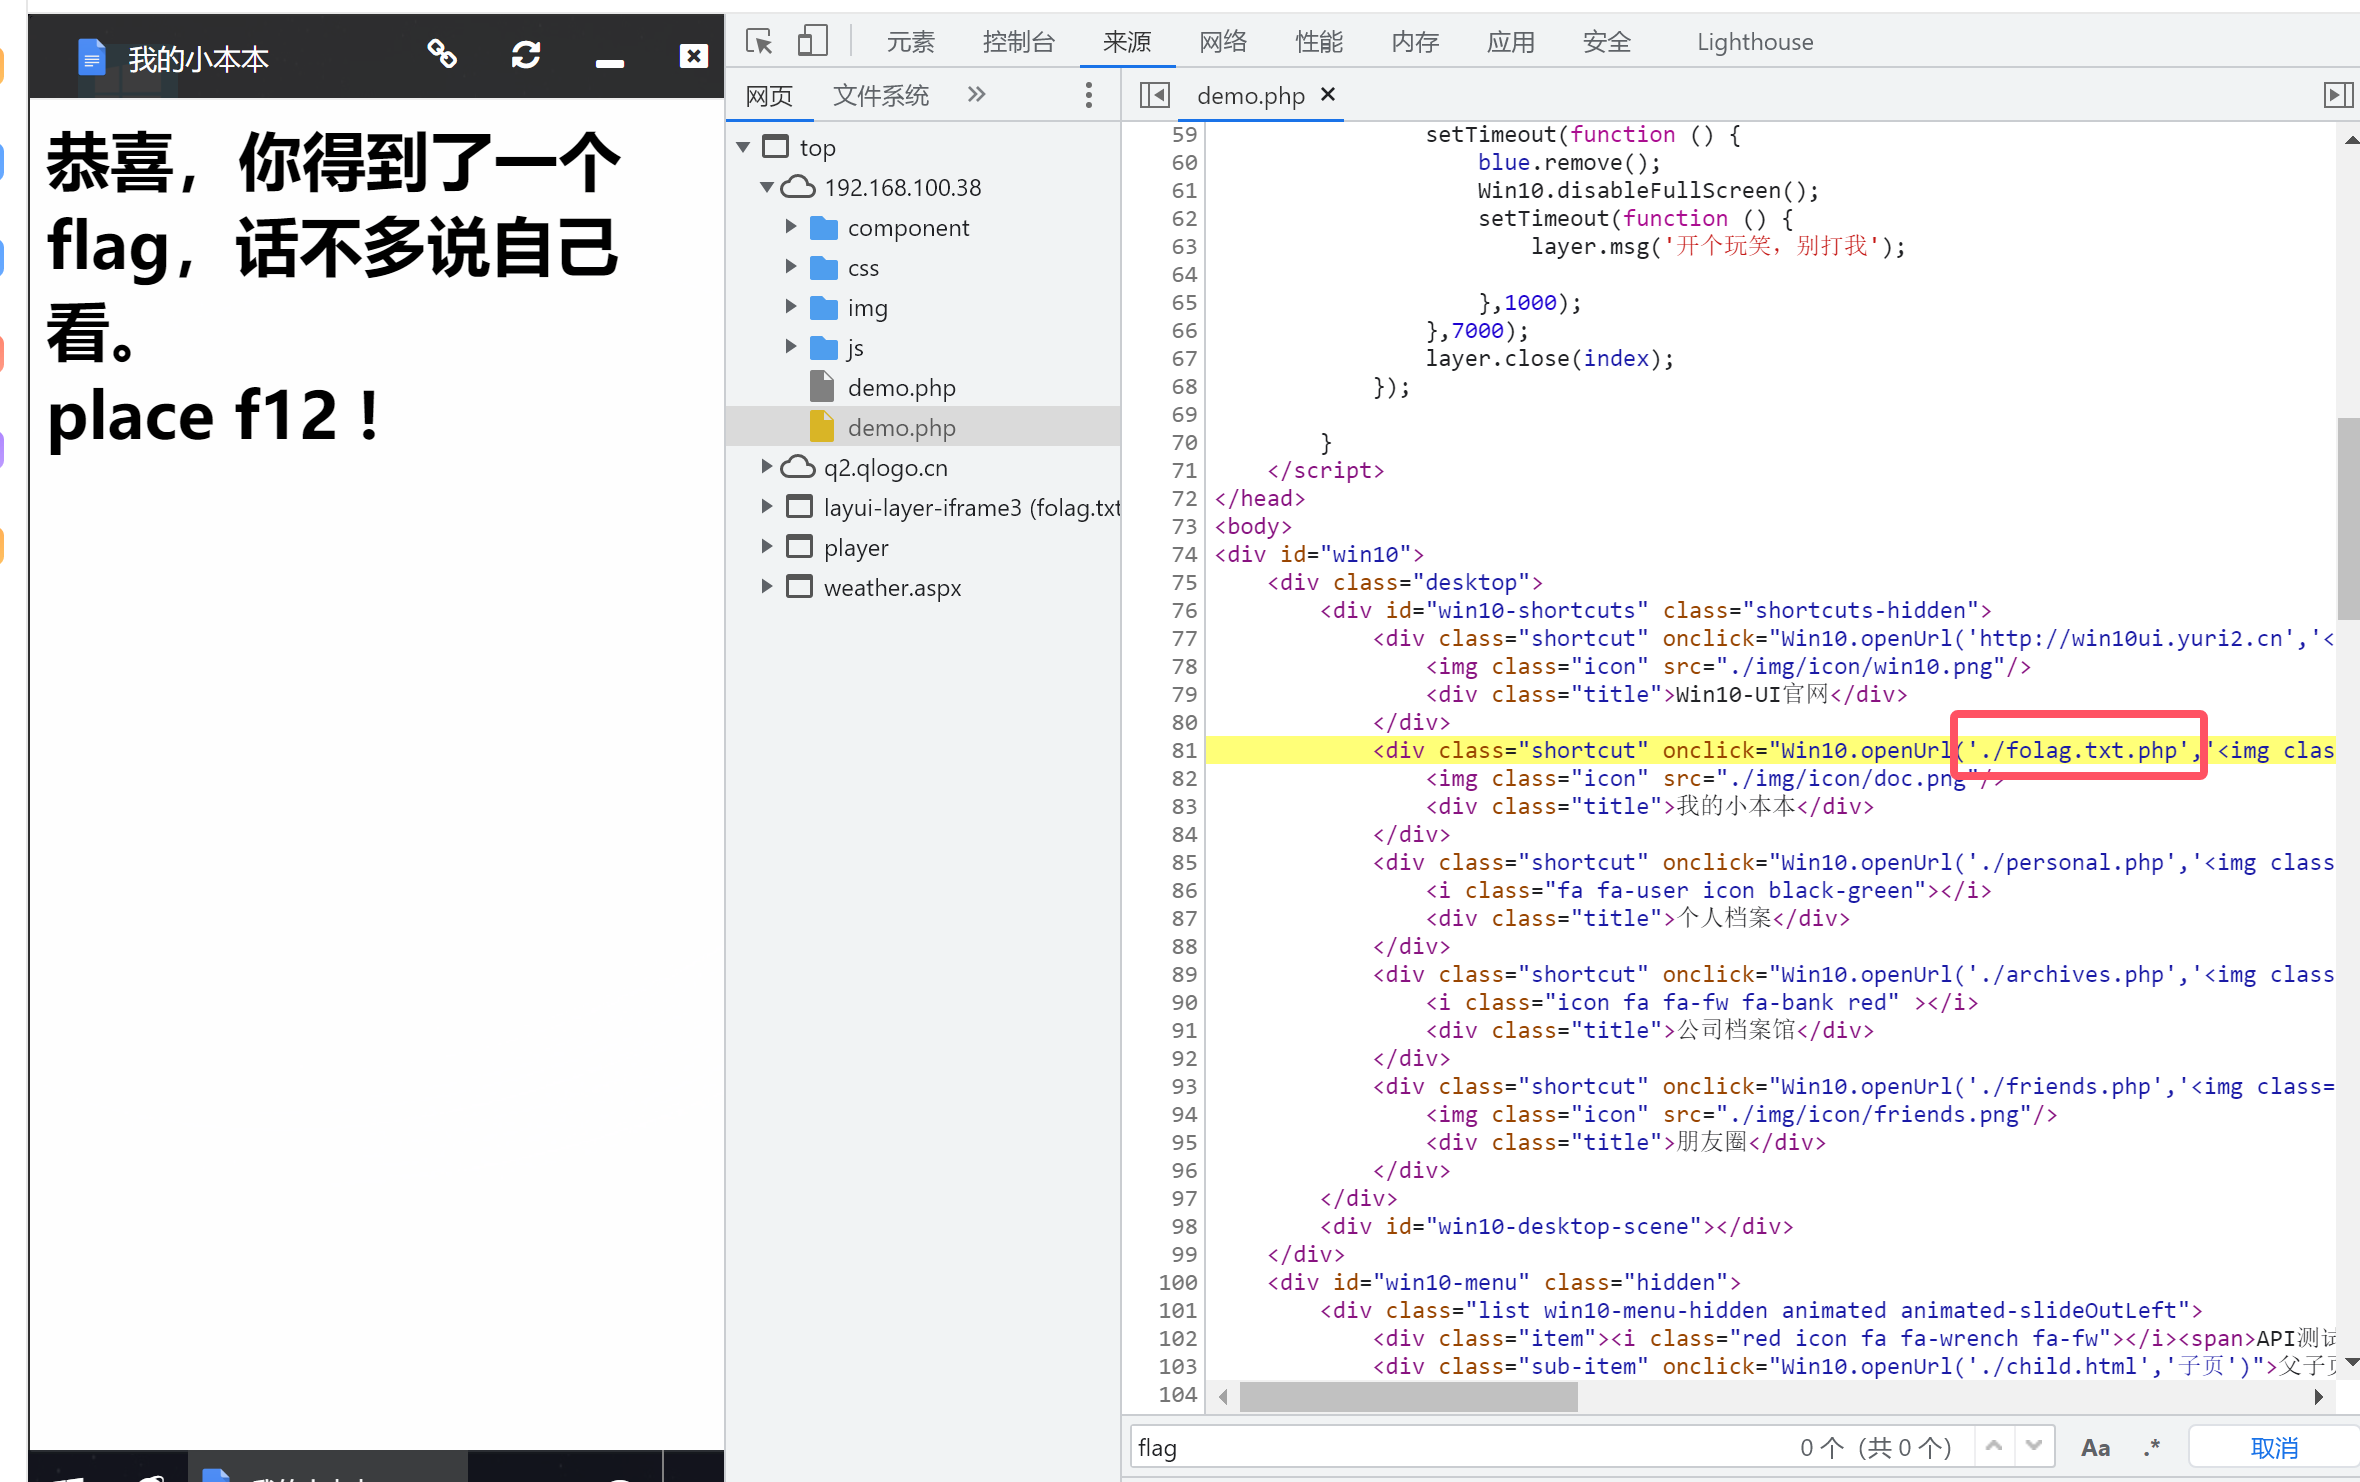 我的小本本
恭喜，你得到了一个
flag，话不多说自己
看。
place f12！
元素 控制台 来源 网络 性能 内存 应用 安全 Lighthouse
网页 文件系统 »
top
192.168.100.38
component
css
img
js
demo.php
demo.php
q2.qlogo.cn
layui-layer-iframe3 (folag.txt
player
weather.aspx
demo.php ×
59 setTimeout(function () {
60 blue.remove();
61 Win10.disableFullScreen();
62 setTimeout(function () {
63 layer.msg('开个玩笑，别打我');
64
65 },1000);
66 },7000);
67 layer.close(index);
68 });
69
70 }
71 </script>
72 </head>
73 <body>
74 <div id="win10">
75 <div class="desktop">
76 <div id="win10-shortcuts" class="shortcuts-hidden">
77 <div class="shortcut" onclick="Win10.openUrl('http://win10ui.yuri2.cn','<
78 <img class="icon" src="./img/icon/win10.png"/>
79 <div class="title">Win10-UI官网</div>
80 </div>
81 <div class="shortcut" onclick="Win10.openUrl('./folag.txt.php','<img clas
82 <img class="icon" src="./img/icon/doc.png"/>
83 <div class="title">我的小本本</div>
84 </div>
85 <div class="shortcut" onclick="Win10.openUrl('./personal.php','<img class
86 <i class="fa fa-user icon black-green"></i>
87 <div class="title">个人档案</div>
88 </div>
89 <div class="shortcut" onclick="Win10.openUrl('./archives.php','<img class
90 <i class="icon fa fa-fw fa-bank red" ></i>
91 <div class="title">公司档案馆</div>
92 </div>
93 <div class="shortcut" onclick="Win10.openUrl('./friends.php','<img class=
94 <img class="icon" src="./img/icon/friends.png"/>
95 <div class="title">朋友圈</div>
96 </div>
97 </div>
98 <div id="win10-desktop-scene"></div>
99 </div>
100 <div id="win10-menu" class="hidden">
101 <div class="list win10-menu-hidden animated animated-slideOutLeft">
102 <div class="item"><i class="red icon fa fa-wrench fa-fw"></i><span>API测试
103 <div class="sub-item" onclick="Win10.openUrl('./child.html','子页')">父子页
104
flag 0 个（共 0 个） Aa .* 取消